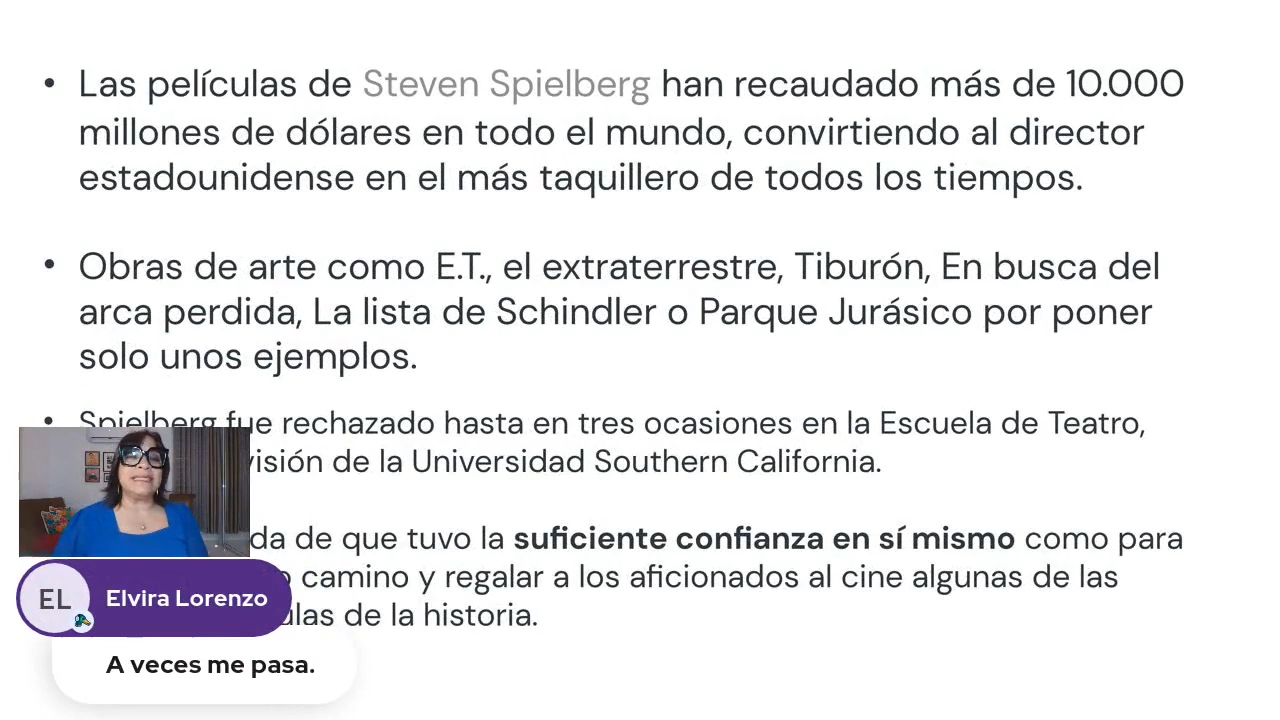 • Las películas de Steven Spielberg han recaudado más de 10.000
millones de dólares en todo el mundo, convirtiendo al director
estadounidense en el más taquillero de todos los tiempos.
• Obras de arte como E.T., el extraterrestre, Tiburón, En busca del
arca perdida, La lista de Schindler o Parque Jurásico por poner
solo unos ejemplos.
• Spielberg fue rechazado hasta en tres ocasiones en la Escuela de Teatro,
visión de la Universidad Southern California.
da de que tuvo la suficiente confianza en sí mismo como para
camino y regalar a los aficionados al cine algunas de las
ulas de la historia.
EL Elvira Lorenzo
A veces me pasa.